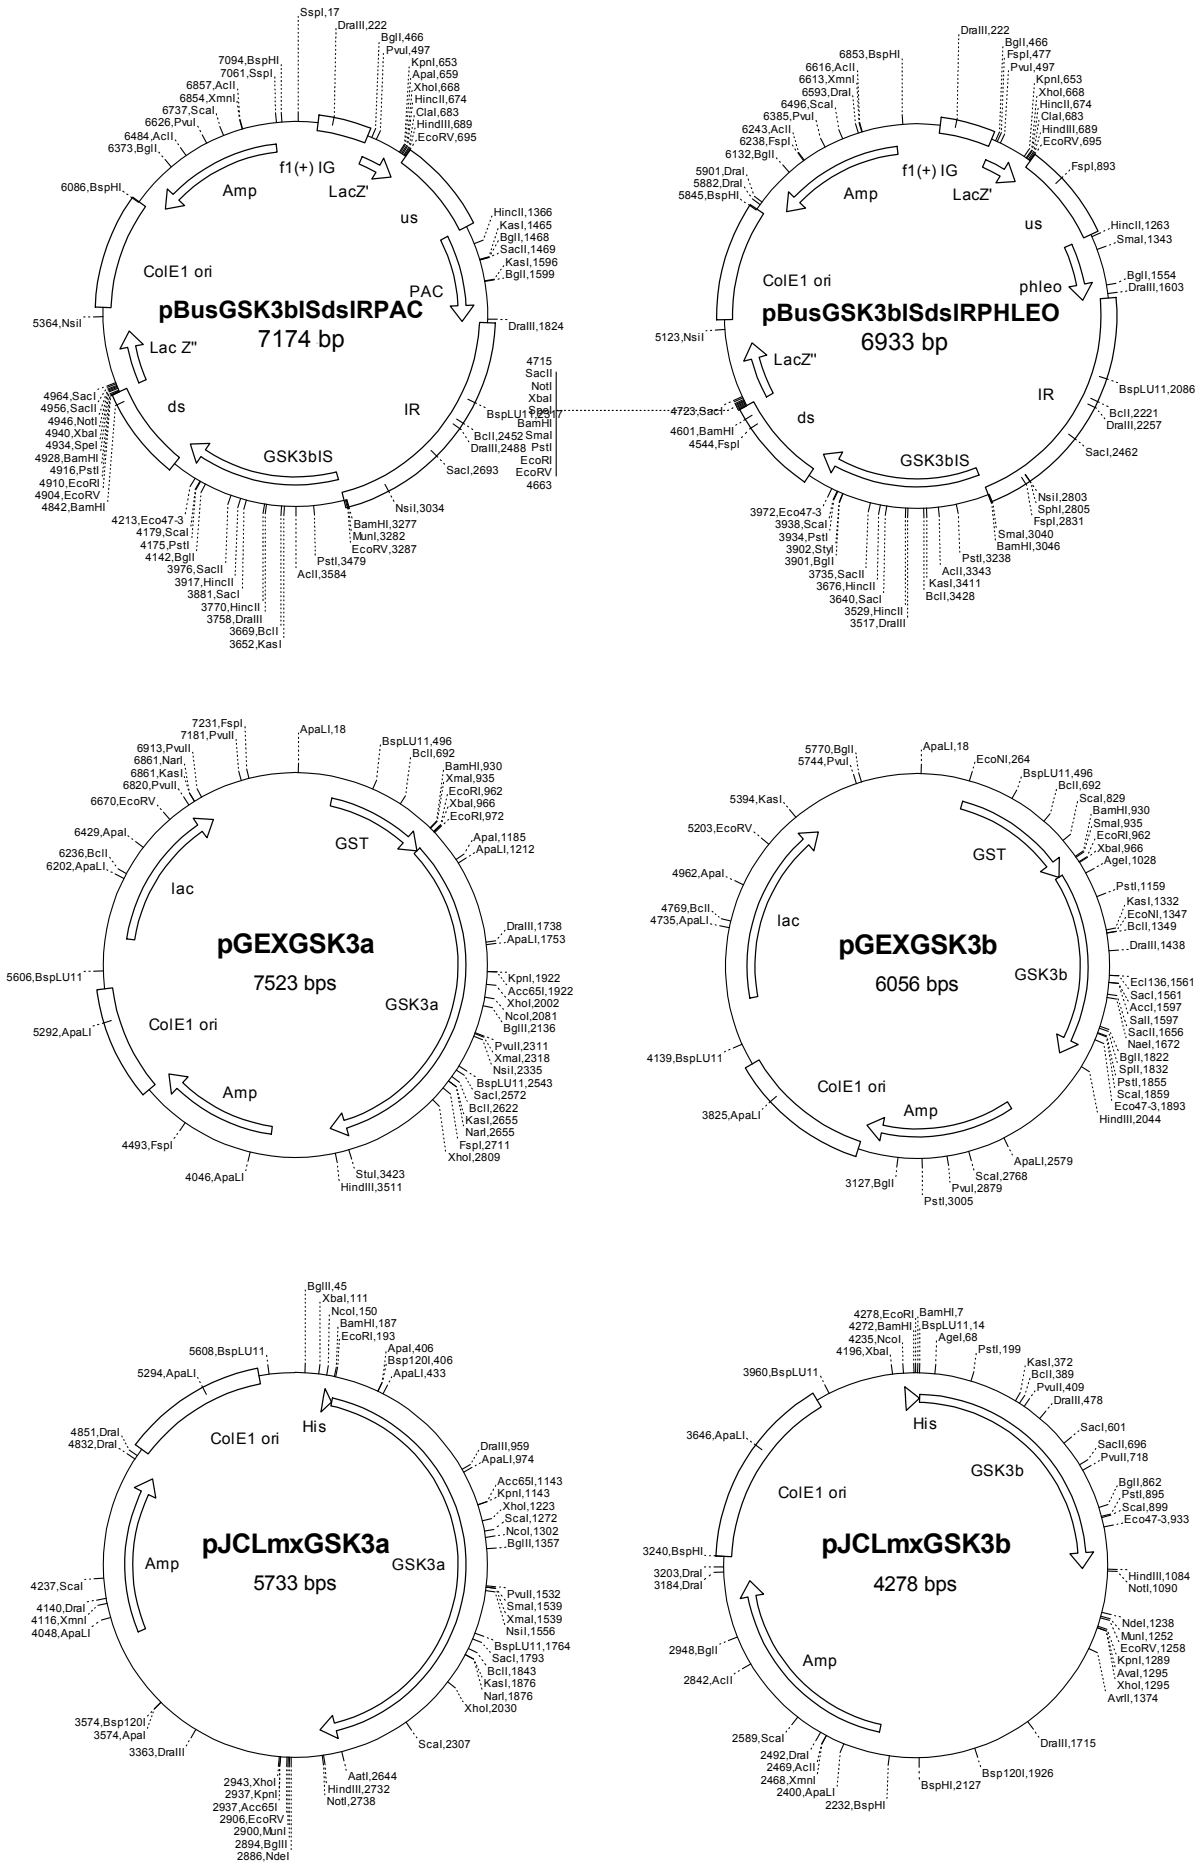 SspI,17
DraIII,222
BglI,466
PvuI,497
KpnI,653
ApaI,659
XhoI,668
HincII,674
ClaI,683
HindIII,689
EcoRV,695
7094,BspHI
7061,SspI
6857,AclI
6854,XmnI
6737,ScaI
6626,PvuI
6484,AclI
6373,BglI
6086,BspHI
f1(+) IG
LacZ'
Amp
us
HincII,1366
KasI,1465
BglI,1468
SacII,1469
KasI,1596
BglI,1599
ColE1 ori
PAC
pBusGSK3bISdsIRPAC
7174 bp
5364,NsiI
DraIII,1824
Lac Z"
IR
ds
GSK3bIS
4964,SacI
4956,SacII
4946,NotI
4940,XbaI
4934,SpeI
4928,BamHI
4916,PstI
4910,EcoRI
4904,EcoRV
4842,BamHI
BspLU11,2317
BclI,2452
DraIII,2488
SacI,2693
NsiI,3034
BamHI,3277
MunI,3282
EcoRV,3287
PstI,3479
AclI,3584
4213,Eco47-3
4179,ScaI
4175,PstI
4142,BglI
3976,SacII
3917,HincII
3881,SacI
3770,HincII
3758,DraIII
3669,BclI
3652,KasI
DraIII,222
BglI,466
FspI,477
PvuI,497
KpnI,653
XhoI,668
HincII,674
ClaI,683
HindIII,689
EcoRV,695
FspI,893
6853,BspHI
6616,AclI
6613,XmnI
6593,DraI
6496,ScaI
6385,PvuI
6243,AclI
6238,FspI
6132,BglI
5901,DraI
5882,DraI
5845,BspHI
f1(+) IG
LacZ'
Amp
us
HincII,1263
SmaI,1343
BglI,1554
DraIII,1603
ColE1 ori
phleo
pBusGSK3bISdsIRPHLEO
6933 bp
5123,NsiI
LacZ"
IR
ds
GSK3bIS
4715
SacII
NotI
XbaI
SpeI
BamHI
SmaI
PstI
EcoRI
EcoRV
4663
4723,SacI
4601,BamHI
4544,FspI
BspLU11,2086
BclI,2221
DraIII,2257
SacI,2462
NsiI,2803
SphI,2805
FspI,2831
SmaI,3040
BamHI,3046
PstI,3238
AclI,3343
KasI,3411
BclI,3428
3972,Eco47-3
3938,ScaI
3934,PstI
3902,StyI
3901,BglI
3735,SacII
3676,HincII
3640,SacI
3529,HincII
3517,DraIII
7231,FspI
7181,PvuII
6913,PvuII
6861,NarI
6861,KasI
6820,PvuII
6670,EcoRV
6429,ApaI
6236,BclI
6202,ApaLI
ApaLI,18
BspLU11,496
BclI,692
BamHI,930
XmaI,935
EcoRI,962
XbaI,966
EcoRI,972
ApaI,1185
ApaLI,1212
GST
lac
DraIII,1738
ApaLI,1753
pGEXGSK3a
7523 bps
5606,BspLU11
5292,ApaLI
ColE1 ori
GSK3a
KpnI,1922
Acc65I,1922
XhoI,2002
NcoI,2081
BglII,2136
PvuII,2311
XmaI,2318
NsiI,2335
BspLU11,2543
SacI,2572
BclI,2622
KasI,2655
NarI,2655
FspI,2711
XhoI,2809
Amp
4493,FspI
4046,ApaLI
StuI,3423
HindIII,3511
5770,BglI
5744,PvuI
5394,KasI
5203,EcoRV
4962,ApaI
4769,BclI
4735,ApaLI
ApaLI,18
EcoNI,264
BspLU11,496
BclI,692
ScaI,829
BamHI,930
SmaI,935
EcoRI,962
XbaI,966
AgeI,1028
PstI,1159
KasI,1332
EcoNI,1347
BclI,1349
DraIII,1438
GST
lac
pGEXGSK3b
6056 bps
GSK3b
Ecl136,1561
SacI,1561
AccI,1597
SalI,1597
SacII,1656
NaeI,1672
BglI,1822
SplI,1832
PstI,1855
ScaI,1859
Eco47-3,1893
HindIII,2044
4139,BspLU11
3825,ApaLI
ColE1 ori
Amp
ApaLI,2579
ScaI,2768
PvuI,2879
PstI,3005
3127,BglI
BglII,45
XbaI,111
NcoI,150
BamHI,187
EcoRI,193
ApaI,406
Bsp120I,406
ApaLI,433
5608,BspLU11
5294,ApaLI
4851,DraI
4832,DraI
ColE1 ori
His
DraIII,959
ApaLI,974
Acc65I,1143
KpnI,1143
XhoI,1223
ScaI,1272
NcoI,1302
BglII,1357
pJCLmxGSK3a
5733 bps
Amp
GSK3a
4237,ScaI
4140,DraI
4116,XmnI
4048,ApaLI
PvuII,1532
SmaI,1539
XmaI,1539
NsiI,1556
BspLU11,1764
SacI,1793
BclI,1843
KasI,1876
NarI,1876
XhoI,2030
ScaI,2307
3574,Bsp120I
3574,ApaI
3363,DraIII
AatI,2644
HindIII,2732
NotI,2738
2943,XhoI
2937,KpnI
2937,Acc65I
2906,EcoRV
2900,MunI
2894,BglII
2886,NdeI
4278,EcoRI
4272,BamHI
4235,NcoI
4196,XbaI
BamHI,7
BspLU11,14
AgeI,68
PstI,199
KasI,372
BclI,389
PvuII,409
DraIII,478
SacI,601
SacII,696
PvuII,718
BglI,862
PstI,895
ScaI,899
Eco47-3,933
3960,BspLU11
3646,ApaLI
His
GSK3b
ColE1 ori
pJCLmxGSK3b
4278 bps
3240,BspHI
3203,DraI
3184,DraI
HindIII,1084
NotI,1090
NdeI,1238
MunI,1252
EcoRV,1258
KpnI,1289
AvaI,1295
XhoI,1295
AvrII,1374
2948,BglI
2842,AclI
Amp
2589,ScaI
2492,DraI
2469,AclI
2468,XmnI
2400,ApaLI
2232,BspHI
BspHI,2127
Bsp120I,1926
DraIII,1715